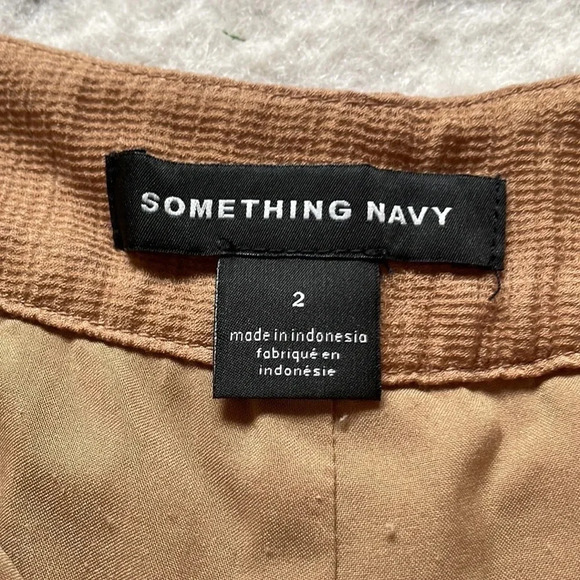 SOMETHING NAVY
2
made in indonesia
fabriqué en
indonésie